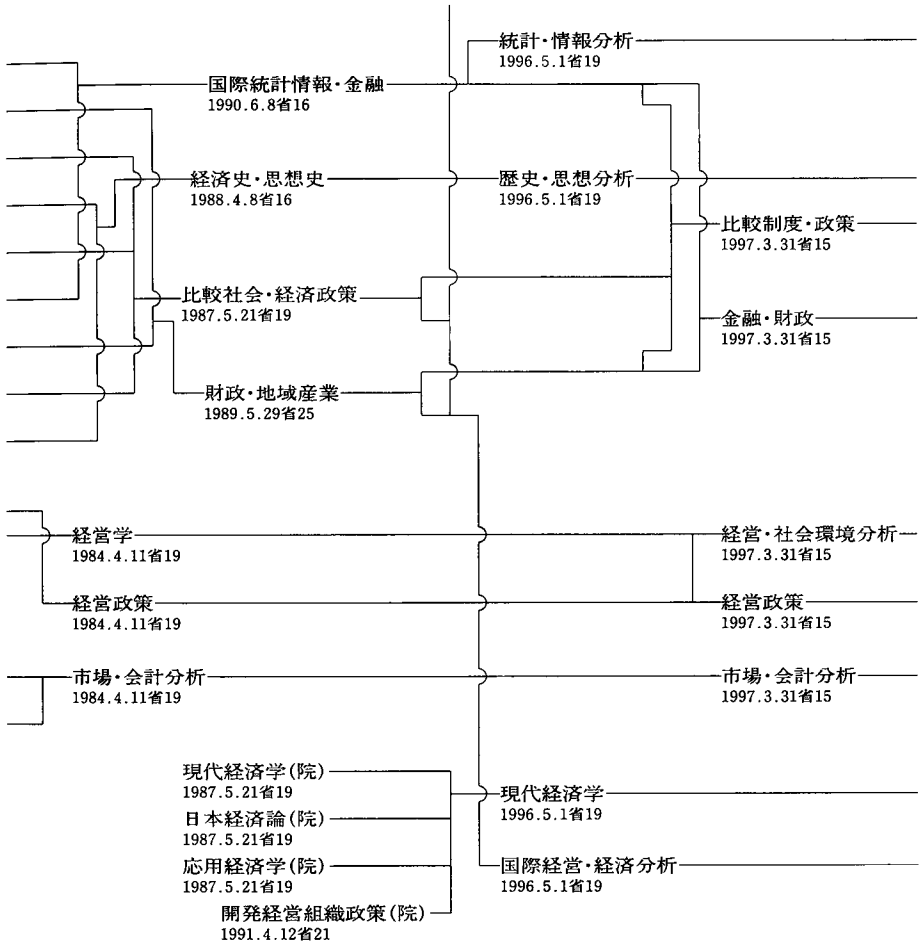 統計・情報分析
1996.5.1省19
国際統計情報・金融
1990.6.8省16
経済史・思想史
1988.4.8省16
歴史・思想分析
1996.5.1省19
比較制度・政策
1997.3.31省15
比較社会・経済政策
1987.5.21省19
金融・財政
1997.3.31省15
財政・地域産業
1989.5.29省25
経営学
1984.4.11省19
経営・社会環境分析
1997.3.31省15
経営政策
1984.4.11省19
経営政策
1997.3.31省15
市場・会計分析
1984.4.11省19
市場・会計分析
1997.3.31省15
現代経済学(院)
1987.5.21省19
現代経済学
1996.5.1省19
日本経済論(院)
1987.5.21省19
応用経済学(院)
1987.5.21省19
国際経営・経済分析
1996.5.1省19
開発経営組織政策(院)
1991.4.12省21